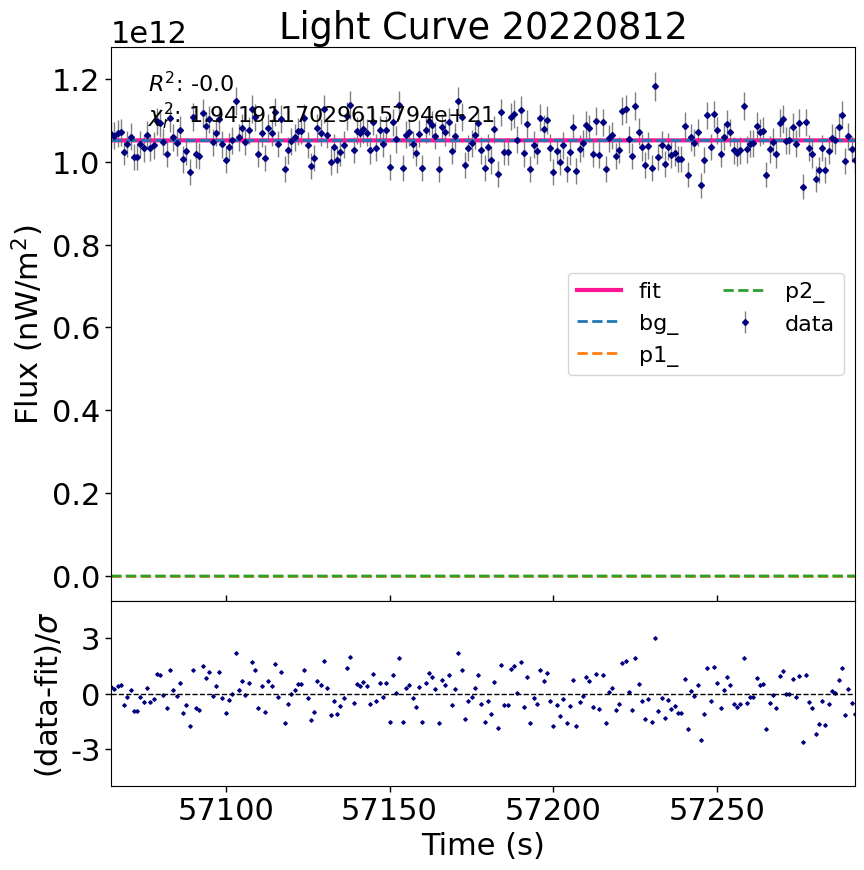 Light Curve 20220812
1e12
R²: -0.0
χ²: 1.9419117029615794e+21
1.2
1.0
0.8
0.6
0.4
0.2
0.0
Flux (nW/m²)
fit
bg_
p1_
p2_
data
3
0
-3
(data-fit)/σ
57100
57150
57200
57250
Time (s)